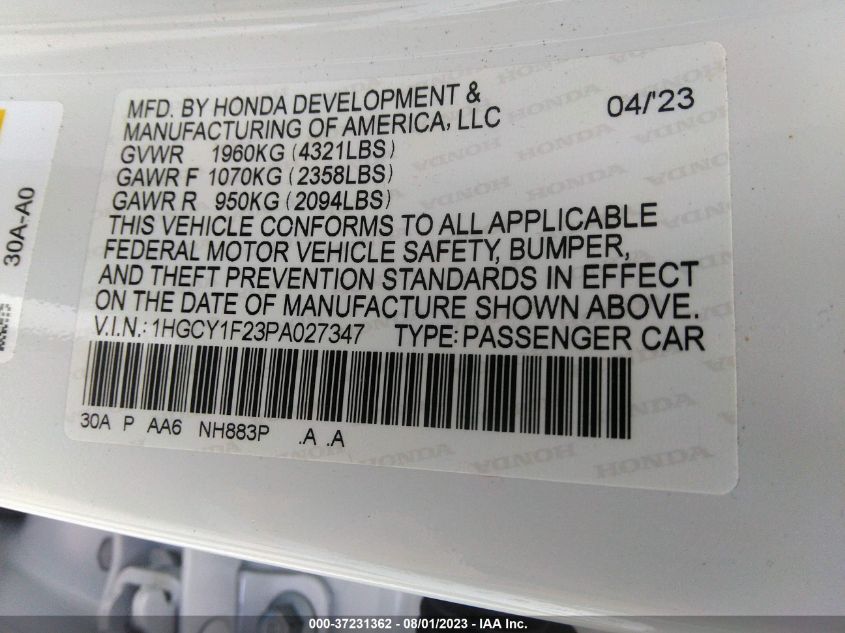 MFD. BY HONDA DEVELOPMENT &
MANUFACTURING OF AMERICA, LLC
04/'23
GVWR 1960KG (4321LBS)
GAWR F 1070KG (2358LBS)
GAWR R 950KG (2094LBS)
THIS VEHICLE CONFORMS TO ALL APPLICABLE
FEDERAL MOTOR VEHICLE SAFETY, BUMPER,
AND THEFT PREVENTION STANDARDS IN EFFECT
ON THE DATE OF MANUFACTURE SHOWN ABOVE.
V.I.N.: 1HGCY1F23PA027347 TYPE: PASSENGER CAR
30A P AA6 NH883P .A .A
30A-A0
HONDA HONDA HONDA
000-37231362 - 08/01/2023 - IAA Inc.